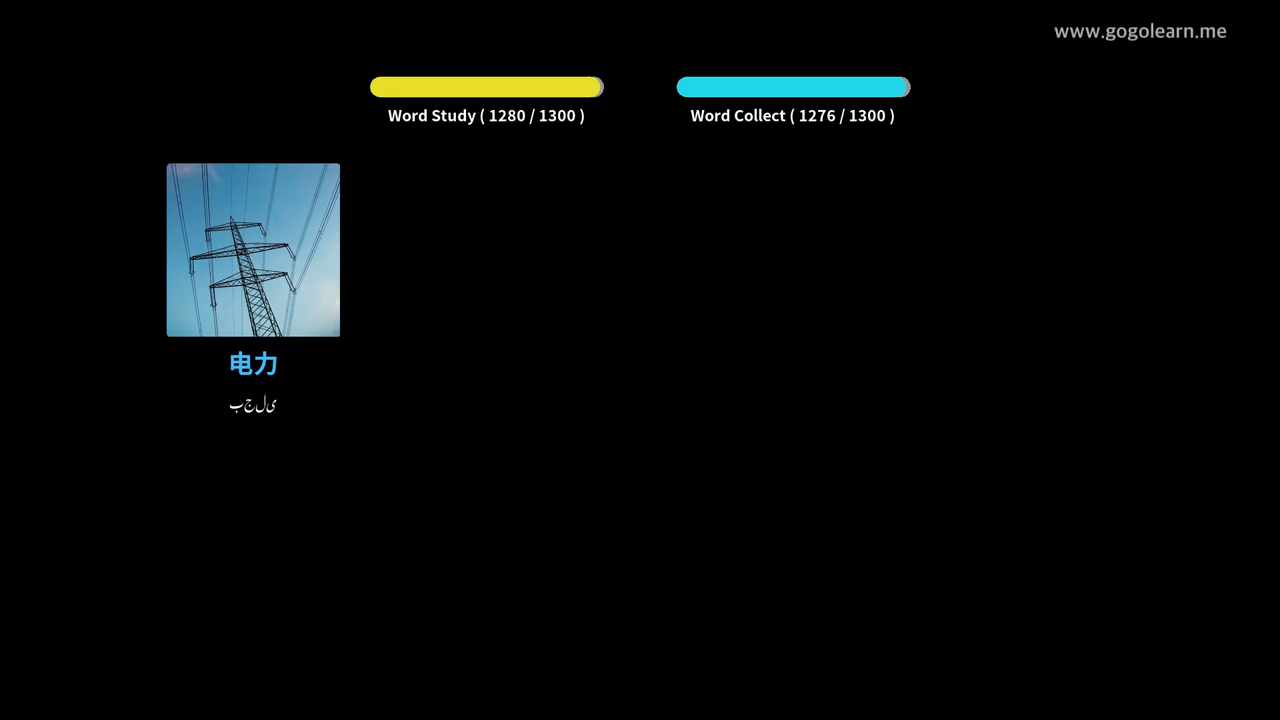 www.gogolearn.me
Word Study ( 1280 / 1300 )
Word Collect ( 1276 / 1300 )
电力
بجلی